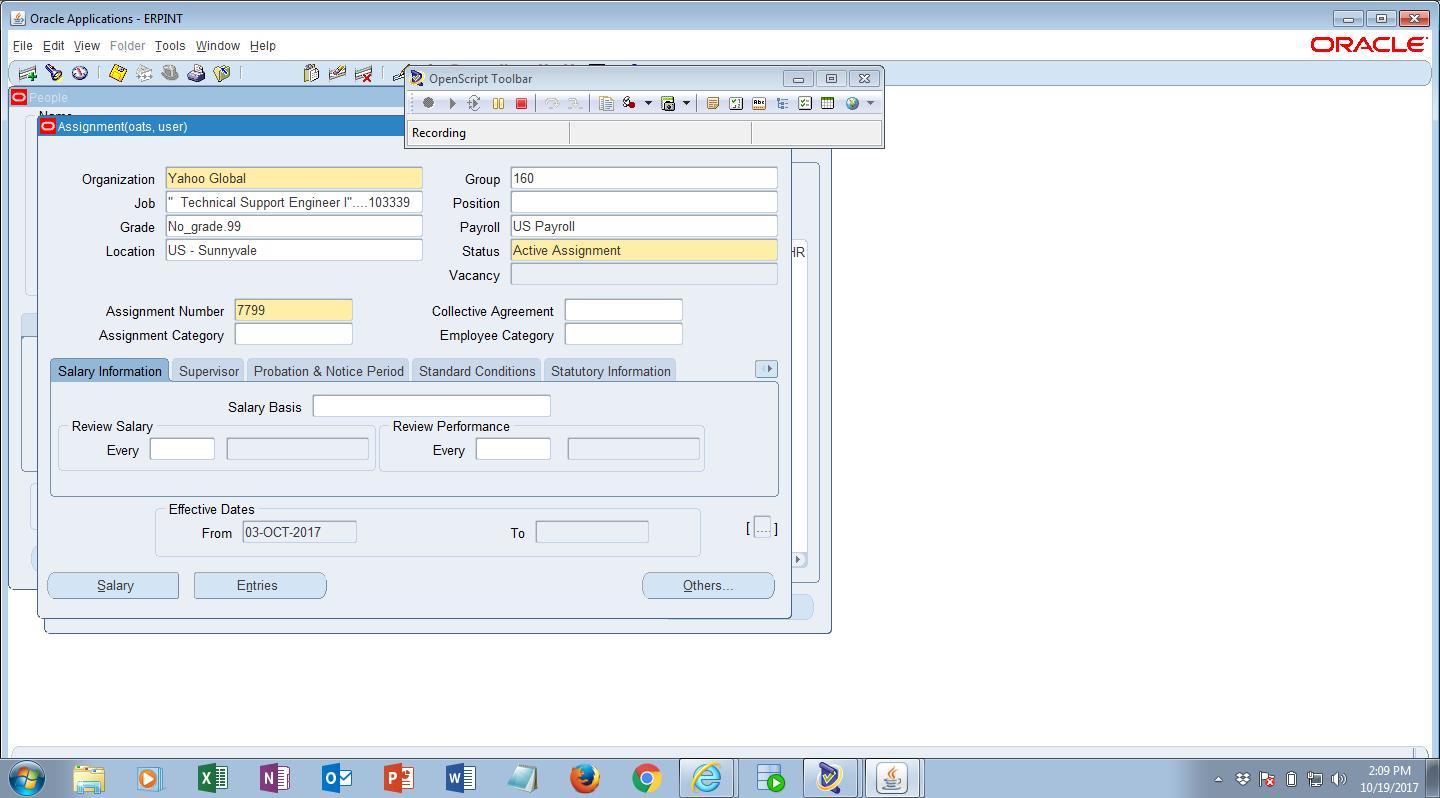 Oracle Applications - ERPINT
File Edit View Folder Tools Window Help
ORACLE
OpenScript Toolbar
Recording
People
Name
Assignment(oats, user)
Organization Yahoo Global Group 160
Job " Technical Support Engineer I"....103339 Position
Grade No_grade.99 Payroll US Payroll
Location US - Sunnyvale Status Active Assignment
HR
Vacancy
Assignment Number 7799 Collective Agreement
Assignment Category Employee Category
Salary Information Supervisor Probation & Notice Period Standard Conditions Statutory Information
Salary Basis
Review Salary Review Performance
Every Every
Effective Dates
From 03-OCT-2017 To [ .... ]
Salary Entries Others...
2:09 PM
10/19/2017